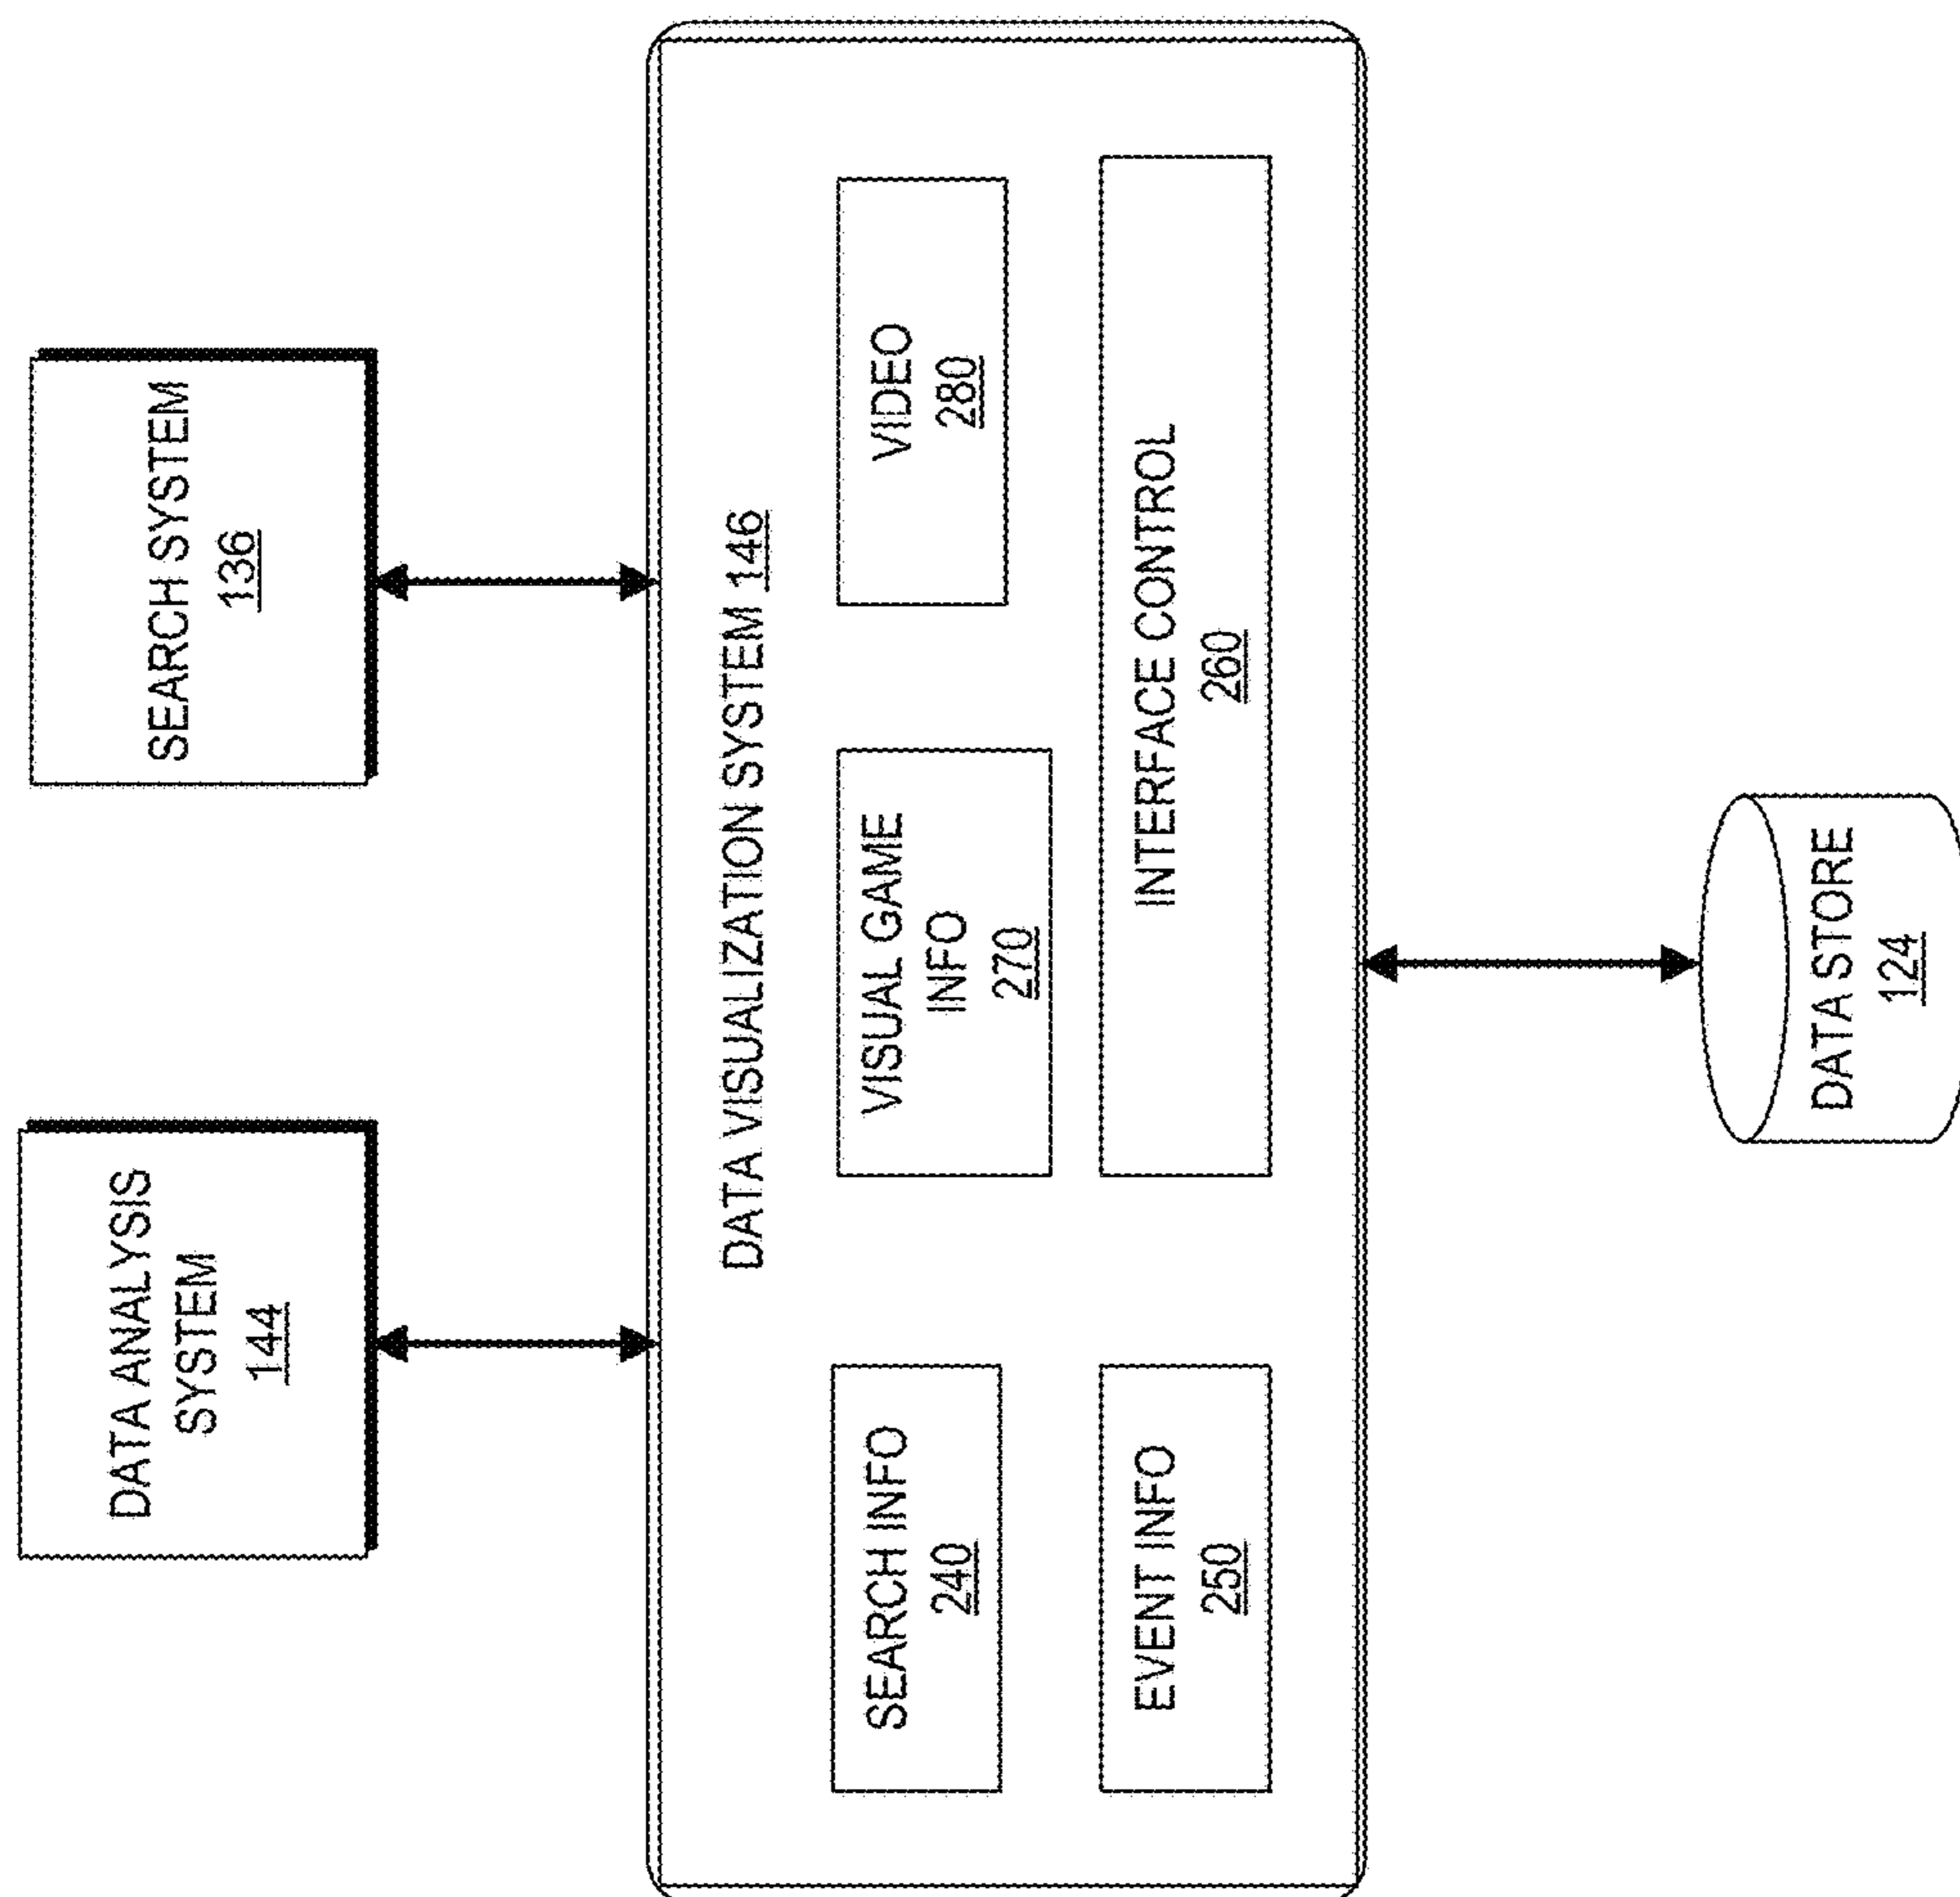 DATA ANALYSIS
SYSTEM
144
SEARCH SYSTEM
136
DATA VISUALIZATION SYSTEM 146
SEARCH INFO
240
VISUAL GAME
INFO
270
VIDEO
280
EVENT INFO
250
INTERFACE CONTROL
260
DATA STORE
124